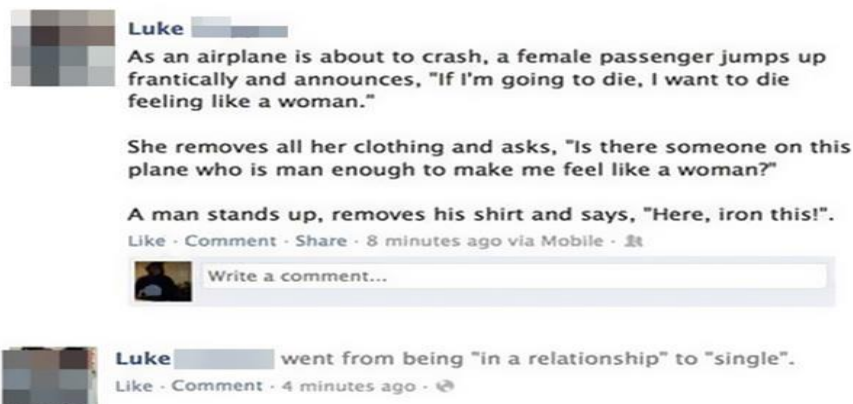 Luke
As an airplane is about to crash, a female passenger jumps up
frantically and announces, "If I'm going to die, I want to die
feeling like a woman."
She removes all her clothing and asks, "Is there someone on this
plane who is man enough to make me feel like a woman?"
A man stands up, removes his shirt and says, "Here, iron this!".
Like · Comment · Share · 8 minutes ago via Mobile ·
Write a comment...
Luke went from being "in a relationship" to "single".
Like · Comment · 4 minutes ago ·